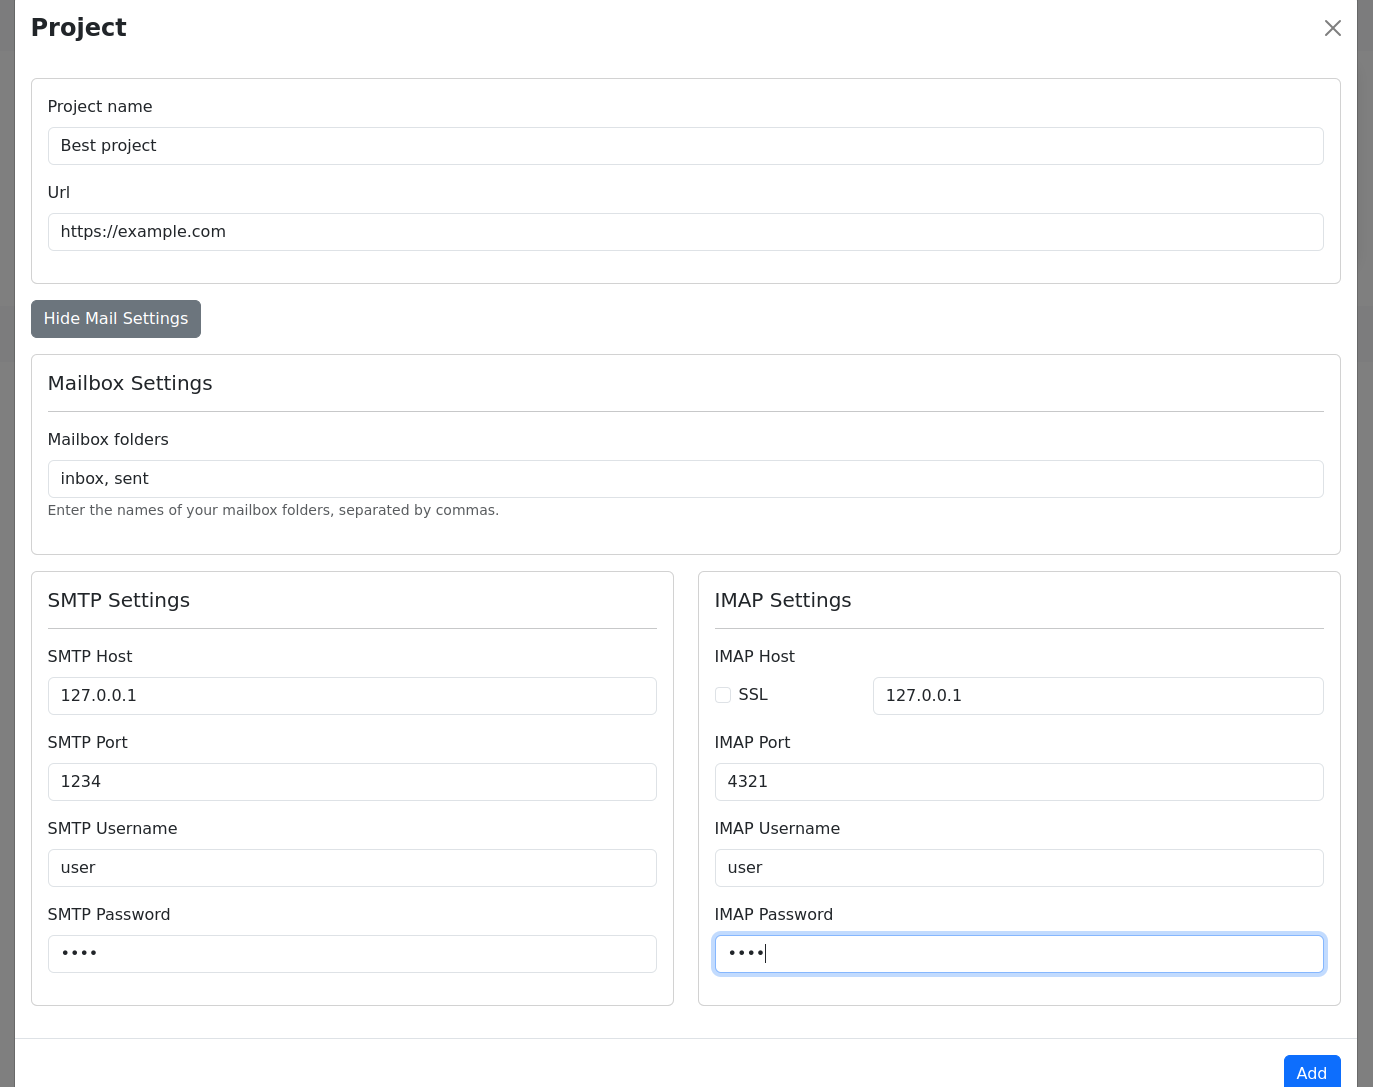 Project
Project name
Best project
Url
https://example.com
Hide Mail Settings
Mailbox Settings
Mailbox folders
inbox, sent
Enter the names of your mailbox folders, separated by commas.
SMTP Settings
SMTP Host
127.0.0.1
SMTP Port
1234
SMTP Username
user
SMTP Password
••••
IMAP Settings
IMAP Host
SSL 127.0.0.1
IMAP Port
4321
IMAP Username
user
IMAP Password
••••
Add